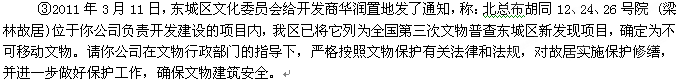 ③2011 年 3 月 11 日，东城区文化委员会给开发商华润置地发了通知，称：北总布胡同 12、24、26 号院（梁
林故居)位于你公司负责开发建设的项目内，我区已将它列为全国第三次文物普查东城区新发现项目，确定为不
可移动文物。请你公司在文物行政部门的指导下，严格按照文物保护有关法律和法规，对故居实施保护修缮，
并进一步做好保护工作，确保文物建筑安全。